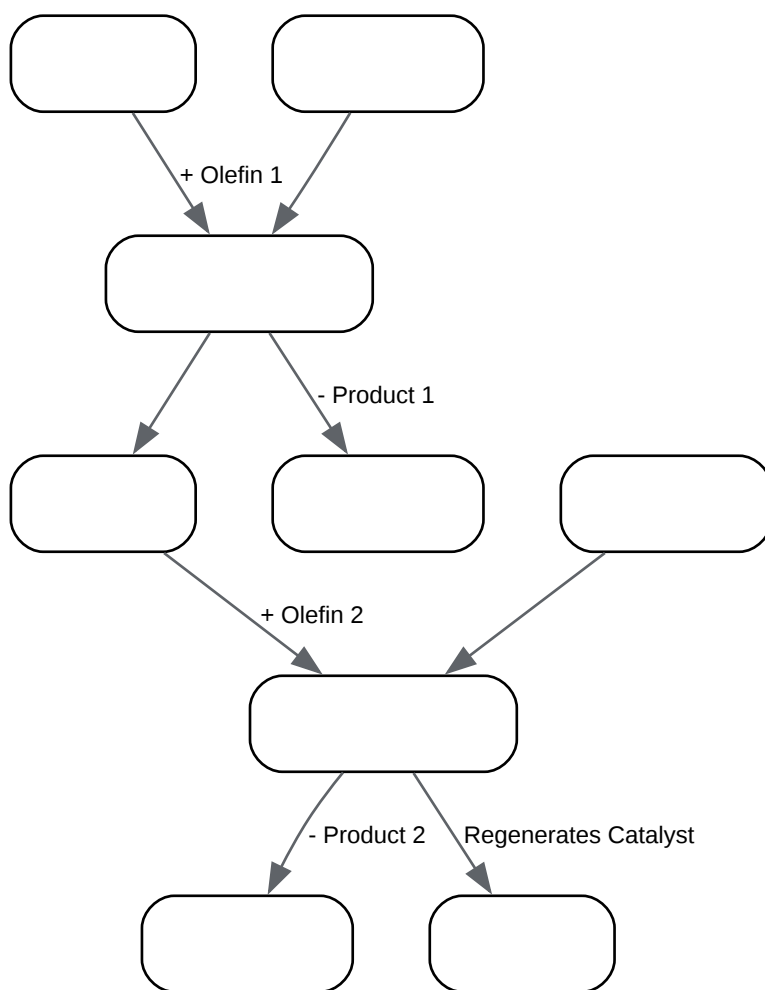 + Olefin 1
- Product 1
+ Olefin 2
- Product 2
Regenerates Catalyst